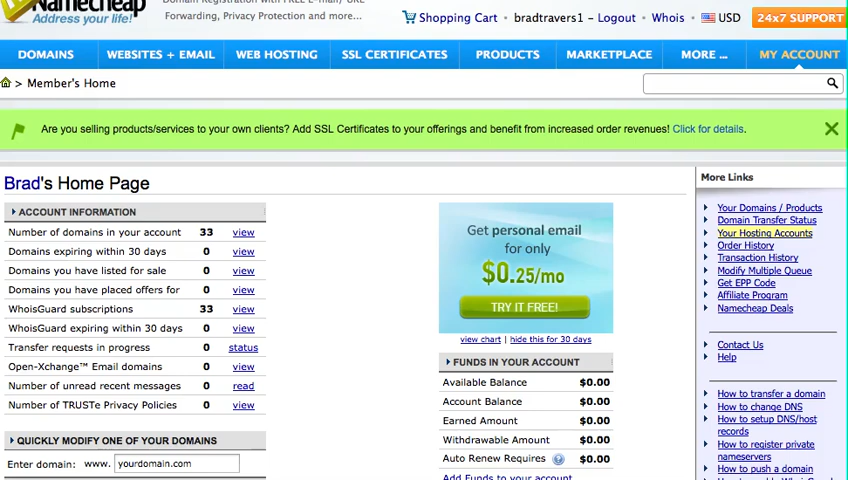 Namecheap
Address your life!
Domain Registration with FREE E-mail/ URL
Forwarding, Privacy Protection and more...
Shopping Cart • bradtravers1 - Logout • Whois • USD
24x7 SUPPORT
DOMAINS WEBSITES + EMAIL WEB HOSTING SSL CERTIFICATES PRODUCTS MARKETPLACE MORE ... MY ACCOUNT
> Member's Home
Are you selling products/services to your own clients? Add SSL Certificates to your offerings and benefit from increased order revenues! Click for details.
Brad's Home Page
ACCOUNT INFORMATION
Number of domains in your account 33 view
Domains expiring within 30 days 0 view
Domains you have listed for sale 0 view
Domains you have placed offers for 0 view
WhoisGuard subscriptions 33 view
WhoisGuard expiring within 30 days 0 view
Transfer requests in progress 0 status
Open-Xchange™ Email domains 0 view
Number of unread recent messages 0 read
Number of TRUSTe Privacy Policies 0 view
QUICKLY MODIFY ONE OF YOUR DOMAINS
Enter domain: www. yourdomain.com
Get personal email
for only
$0.25/mo
TRY IT FREE!
view chart | hide this for 30 days
FUNDS IN YOUR ACCOUNT
Available Balance $0.00
Account Balance $0.00
Earned Amount $0.00
Withdrawable Amount $0.00
Auto Renew Requires $0.00
Add Funds to your account
More Links
Your Domains / Products
Domain Transfer Status
Your Hosting Accounts
Order History
Transaction History
Modify Multiple Queue
Get EPP Code
Affiliate Program
Namecheap Deals
Contact Us
Help
How to transfer a domain
How to change DNS
How to setup DNS/host
records
How to register private
nameservers
How to push a domain